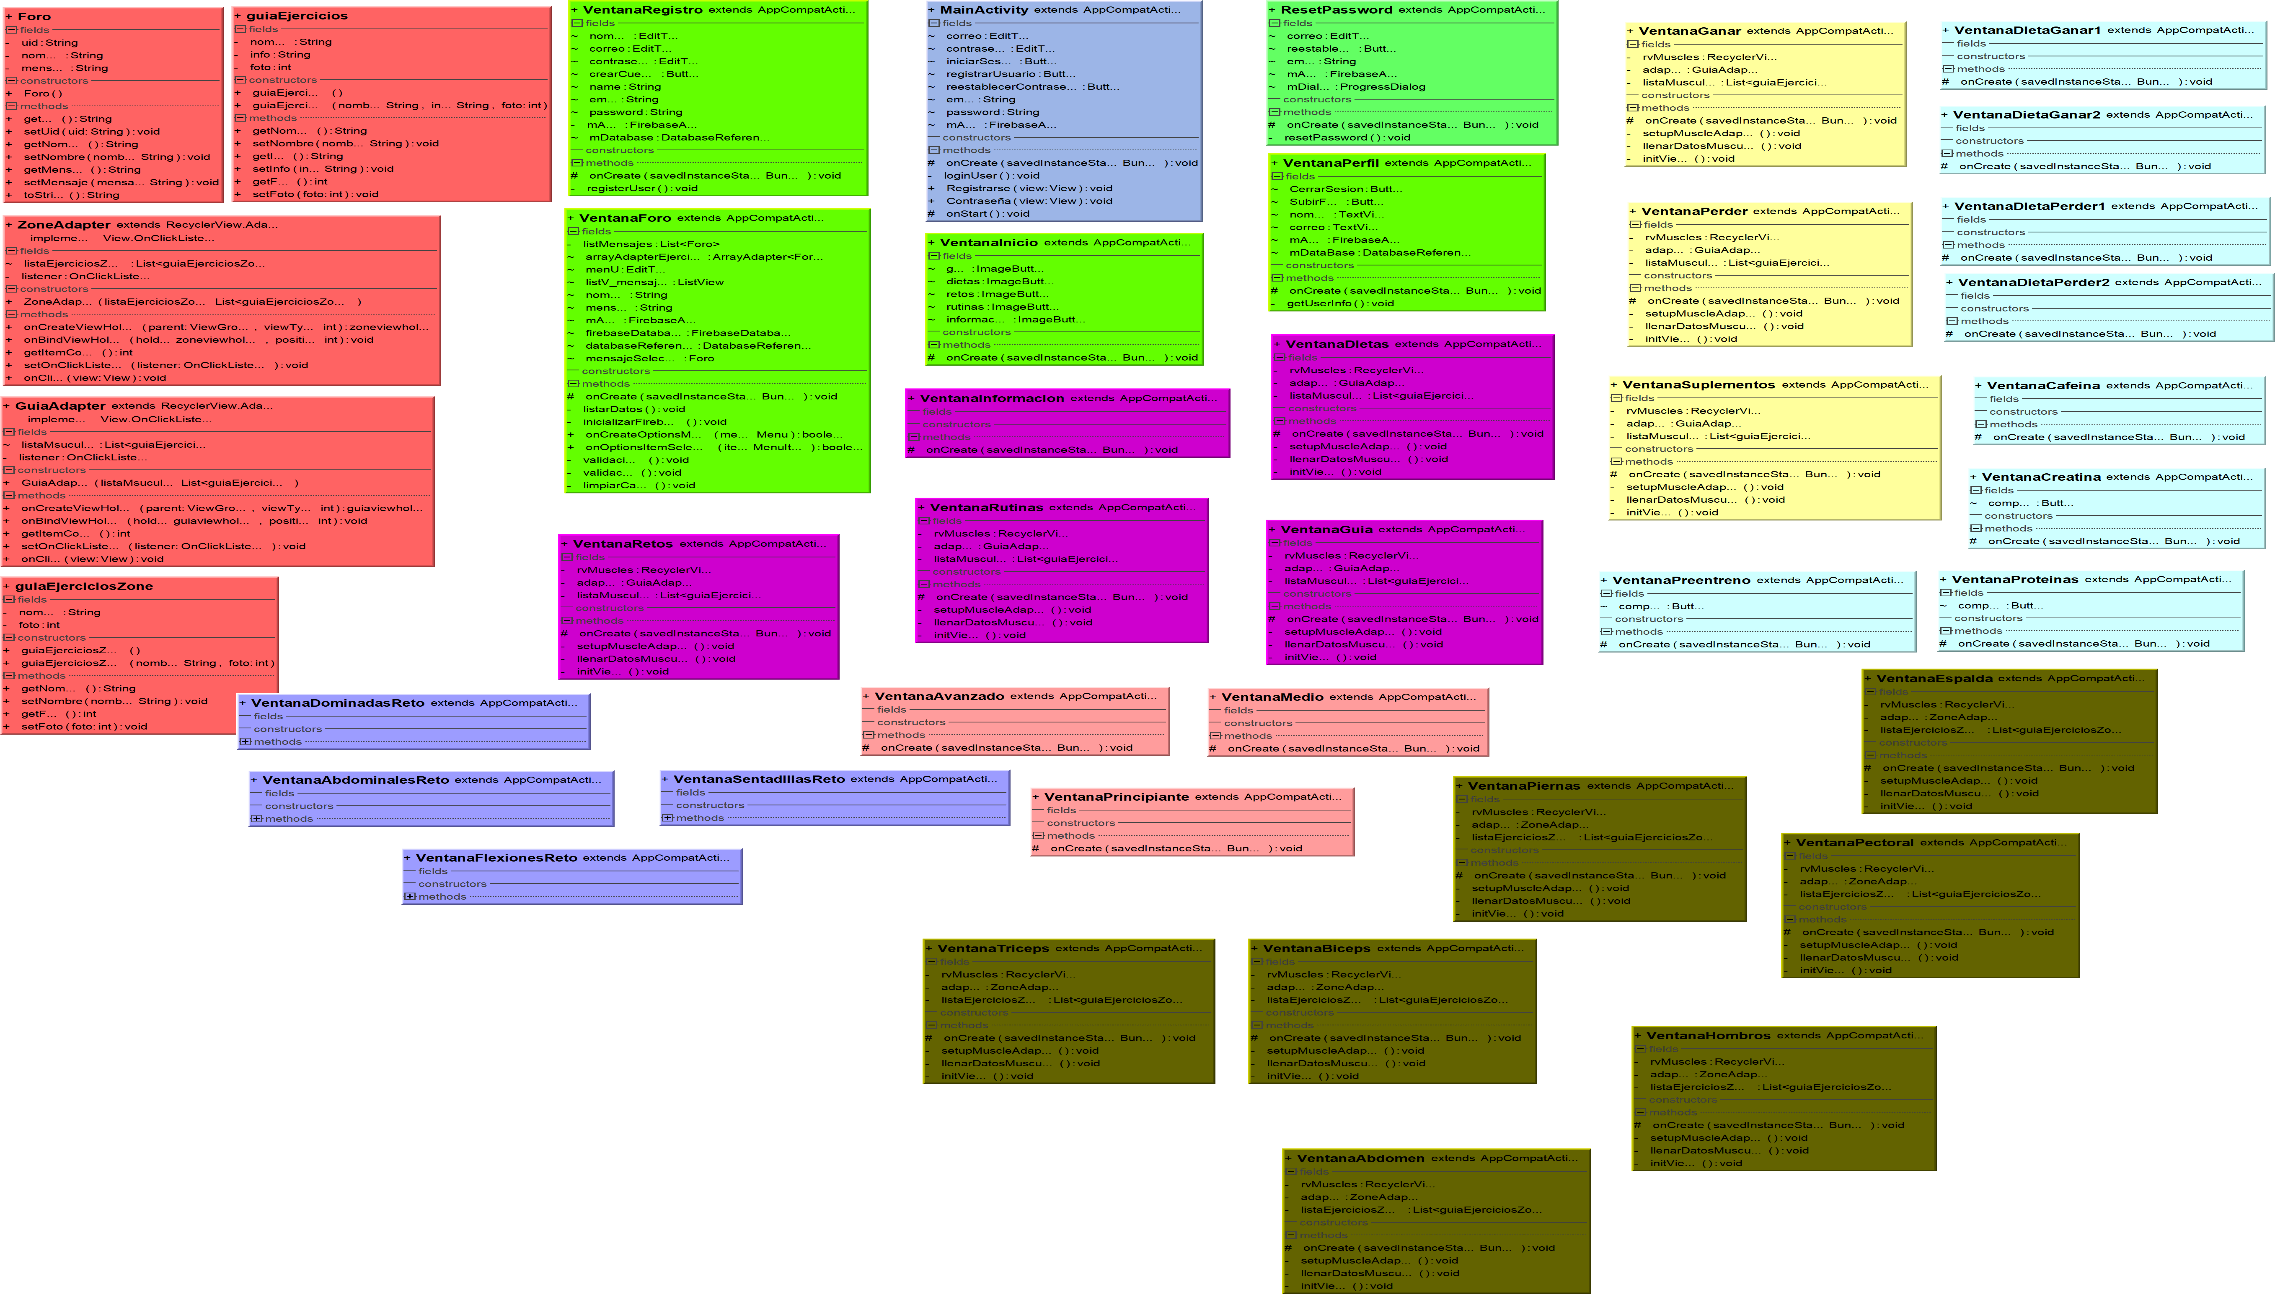 + Foro
fields
- uid: String
- nom... : String
- mens... : String
constructors
+ Foro ( )
methods
+ get... ( ): String
+ setUid ( uid: String ): void
+ getNom... ( ): String
+ setNombre ( nomb... String ): void
+ getMens... ( ): String
+ setMensaje ( mensa... String ): void
+ toStri... ( ): String
+ guiaEjercicios
fields
- nom... : String
- info: String
- foto: int
constructors
+ guiaEjerci... ( )
+ guiaEjerci... ( nomb... String , in... String , foto: int )
methods
+ getNom... ( ): String
+ setNombre ( nomb... String ): void
+ getI... ( ): String
+ setInfo ( in... String ): void
+ getF... ( ): int
+ setFoto ( foto: int ): void
+ ZoneAdapter extends RecyclerView.Ada...
impleme... View.OnClickListe...
fields
~ listaEjerciciosZ... : List<guiaEjerciciosZo...
- listener: OnClickListe...
constructors
+ ZoneAdap... ( listaEjerciciosZo... List<guiaEjerciciosZo... )
methods
+ onCreateViewHol... ( parent: ViewGro... , viewTy... int ): zoneviewhol...
+ onBindViewHol... ( hold... zoneviewhol... , positi... int ): void
+ getItemCo... ( ): int
+ setOnClickListe... ( listener: OnClickListe... ): void
+ onCli... ( view: View ): void
+ GuiaAdapter extends RecyclerView.Ada...
impleme... View.OnClickListe...
fields
~ listaMsucul... : List<guiaEjercici...
- listener: OnClickListe...
constructors
+ GuiaAdap... ( listaMsucul... List<guiaEjercici... )
methods
+ onCreateViewHol... ( parent: ViewGro... , viewTy... int ): guiaviewhol...
+ onBindViewHol... ( hold... guiaviewhol... , positi... int ): void
+ getItemCo... ( ): int
+ setOnClickListe... ( listener: OnClickListe... ): void
+ onCli... ( view: View ): void
+ guiaEjerciciosZone
fields
- nom... : String
- foto: int
constructors
+ guiaEjerciciosZ... ( )
+ guiaEjerciciosZ... ( nomb... String , foto: int )
methods
+ getNom... ( ): String
+ setNombre ( nomb... String ): void
+ getF... ( ): int
+ setFoto ( foto: int ): void
+ VentanaRegistro extends AppCompatActi...
fields
~ nom... : EditT...
~ correo: EditT...
~ contrase... : EditT...
~ crearCue... : Butt...
~ name: String
~ em... : String
~ password: String
- mA... : FirebaseA...
~ mDatabase: DatabaseReferen...
constructors
methods
# onCreate ( savedInstanceSta... Bun... ): void
- registerUser ( ): void
+ VentanaForo extends AppCompatActi...
fields
- listMensajes: List<Foro>
~ arrayAdapterEjerci... : ArrayAdapter<For...
~ menU: EditT...
~ listV_mensaj... : ListView
~ nom... : String
~ mens... : String
~ mA... : FirebaseA...
~ firebaseDataba... : FirebaseDataba...
~ databaseReferen... : DatabaseReferen...
~ mensajeSelec... : Foro
constructors
methods
# onCreate ( savedInstanceSta... Bun... ): void
- listarDatos ( ): void
- inicializarFireb... ( ): void
+ onCreateOptionsM... ( me... Menu ): boole...
+ onOptionsItemSele... ( ite... MenuIt... ): boole...
- validaci... ( ): void
- validac... ( ): void
- limpiarCa... ( ): void
+ VentanaRetos extends AppCompatActi...
fields
- rvMuscles: RecyclerVi...
- adap... : GuiaAdap...
- listaMuscul... : List<guiaEjercici...
constructors
methods
# onCreate ( savedInstanceSta... Bun... ): void
- setupMuscleAdap... ( ): void
- llenarDatosMuscu... ( ): void
- initVie... ( ): void
+ MainActivity extends AppCompatActi...
fields
~ correo: EditT...
~ contrase... : EditT...
~ iniciarSes... : Butt...
~ registrarUsuario: Butt...
~ reestablecerContrase... : Butt...
~ em... : String
~ password: String
~ mA... : FirebaseA...
constructors
methods
# onCreate ( savedInstanceSta... Bun... ): void
- loginUser ( ): void
+ Registrarse ( view: View ): void
+ Contraseña ( view: View ): void
# onStart ( ): void
+ VentanaInicio extends AppCompatActi...
fields
~ g... : ImageButt...
~ dietas: ImageButt...
~ retos: ImageButt...
~ rutinas: ImageButt...
~ informac... : ImageButt...
constructors
methods
# onCreate ( savedInstanceSta... Bun... ): void
+ VentanaInformacion extends AppCompatActi...
fields
constructors
methods
# onCreate ( savedInstanceSta... Bun... ): void
+ VentanaRutinas extends AppCompatActi...
fields
- rvMuscles: RecyclerVi...
- adap... : GuiaAdap...
- listaMuscul... : List<guiaEjercici...
constructors
methods
# onCreate ( savedInstanceSta... Bun... ): void
- setupMuscleAdap... ( ): void
- llenarDatosMuscu... ( ): void
- initVie... ( ): void
+ ResetPassword extends AppCompatActi...
fields
~ correo: EditT...
~ reestable... : Butt...
~ em... : String
~ mA... : FirebaseA...
~ mDial... : ProgressDialog
constructors
methods
# onCreate ( savedInstanceSta... Bun... ): void
- resetPassword ( ): void
+ VentanaPerfil extends AppCompatActi...
fields
~ CerrarSesion: Butt...
~ SubirF... : Butt...
~ nom... : TextVi...
~ correo: TextVi...
~ mA... : FirebaseA...
~ mDataBase: DatabaseReferen...
constructors
methods
# onCreate ( savedInstanceSta... Bun... ): void
- getUserInfo ( ): void
+ VentanaDietas extends AppCompatActi...
fields
- rvMuscles: RecyclerVi...
- adap... : GuiaAdap...
- listaMuscul... : List<guiaEjercici...
constructors
methods
# onCreate ( savedInstanceSta... Bun... ): void
- setupMuscleAdap... ( ): void
- llenarDatosMuscu... ( ): void
- initVie... ( ): void
+ VentanaGuia extends AppCompatActi...
fields
- rvMuscles: RecyclerVi...
- adap... : GuiaAdap...
- listaMuscul... : List<guiaEjercici...
constructors
methods
# onCreate ( savedInstanceSta... Bun... ): void
- setupMuscleAdap... ( ): void
- llenarDatosMuscu... ( ): void
- initVie... ( ): void
+ VentanaGanar extends AppCompatActi...
fields
- rvMuscles: RecyclerVi...
- adap... : GuiaAdap...
- listaMuscul... : List<guiaEjercici...
constructors
methods
# onCreate ( savedInstanceSta... Bun... ): void
- setupMuscleAdap... ( ): void
- llenarDatosMuscu... ( ): void
- initVie... ( ): void
+ VentanaPerder extends AppCompatActi...
fields
- rvMuscles: RecyclerVi...
- adap... : GuiaAdap...
- listaMuscul... : List<guiaEjercici...
constructors
methods
# onCreate ( savedInstanceSta... Bun... ): void
- setupMuscleAdap... ( ): void
- llenarDatosMuscu... ( ): void
- initVie... ( ): void
+ VentanaSuplementos extends AppCompatActi...
fields
- rvMuscles: RecyclerVi...
- adap... : GuiaAdap...
- listaMuscul... : List<guiaEjercici...
constructors
methods
# onCreate ( savedInstanceSta... Bun... ): void
- setupMuscleAdap... ( ): void
- llenarDatosMuscu... ( ): void
- initVie... ( ): void
+ VentanaDietaGanar1 extends AppCompatActi...
fields
constructors
methods
# onCreate ( savedInstanceSta... Bun... ): void
+ VentanaDietaGanar2 extends AppCompatActi...
fields
constructors
methods
# onCreate ( savedInstanceSta... Bun... ): void
+ VentanaDietaPerder1 extends AppCompatActi...
fields
constructors
methods
# onCreate ( savedInstanceSta... Bun... ): void
+ VentanaDietaPerder2 extends AppCompatActi...
fields
constructors
methods
# onCreate ( savedInstanceSta... Bun... ): void
+ VentanaCafeina extends AppCompatActi...
fields
constructors
methods
# onCreate ( savedInstanceSta... Bun... ): void
+ VentanaCreatina extends AppCompatActi...
fields
~ comp... : Butt...
constructors
methods
# onCreate ( savedInstanceSta... Bun... ): void
+ VentanaPreentreno extends AppCompatActi...
fields
~ comp... : Butt...
constructors
methods
# onCreate ( savedInstanceSta... Bun... ): void
+ VentanaProteinas extends AppCompatActi...
fields
~ comp... : Butt...
constructors
methods
# onCreate ( savedInstanceSta... Bun... ): void
+ VentanaDominadasReto extends AppCompatActi...
fields
constructors
methods
+ VentanaAbdominalesReto extends AppCompatActi...
fields
constructors
methods
+ VentanaSentadillasReto extends AppCompatActi...
fields
constructors
methods
+ VentanaFlexionesReto extends AppCompatActi...
fields
constructors
methods
+ VentanaAvanzado extends AppCompatActi...
fields
constructors
methods
# onCreate ( savedInstanceSta... Bun... ): void
+ VentanaMedio extends AppCompatActi...
fields
constructors
methods
# onCreate ( savedInstanceSta... Bun... ): void
+ VentanaPrincipiante extends AppCompatActi...
fields
constructors
methods
# onCreate ( savedInstanceSta... Bun... ): void
+ VentanaEspalda extends AppCompatActi...
fields
- rvMuscles: RecyclerVi...
- adap... : ZoneAdap...
- listaEjerciciosZ... : List<guiaEjerciciosZo...
constructors
methods
# onCreate ( savedInstanceSta... Bun... ): void
- setupMuscleAdap... ( ): void
- llenarDatosMuscu... ( ): void
- initVie... ( ): void
+ VentanaPiernas extends AppCompatActi...
fields
- rvMuscles: RecyclerVi...
- adap... : ZoneAdap...
- listaEjerciciosZ... : List<guiaEjerciciosZo...
constructors
methods
# onCreate ( savedInstanceSta... Bun... ): void
- setupMuscleAdap... ( ): void
- llenarDatosMuscu... ( ): void
- initVie... ( ): void
+ VentanaPectoral extends AppCompatActi...
fields
- rvMuscles: RecyclerVi...
- adap... : ZoneAdap...
- listaEjerciciosZ... : List<guiaEjerciciosZo...
constructors
methods
# onCreate ( savedInstanceSta... Bun... ): void
- setupMuscleAdap... ( ): void
- llenarDatosMuscu... ( ): void
- initVie... ( ): void
+ VentanaTriceps extends AppCompatActi...
fields
- rvMuscles: RecyclerVi...
- adap... : ZoneAdap...
- listaEjerciciosZ... : List<guiaEjerciciosZo...
constructors
methods
# onCreate ( savedInstanceSta... Bun... ): void
- setupMuscleAdap... ( ): void
- llenarDatosMuscu... ( ): void
- initVie... ( ): void
+ VentanaBiceps extends AppCompatActi...
fields
- rvMuscles: RecyclerVi...
- adap... : ZoneAdap...
- listaEjerciciosZ... : List<guiaEjerciciosZo...
constructors
methods
# onCreate ( savedInstanceSta... Bun... ): void
- setupMuscleAdap... ( ): void
- llenarDatosMuscu... ( ): void
- initVie... ( ): void
+ VentanaHombros extends AppCompatActi...
fields
- rvMuscles: RecyclerVi...
- adap... : ZoneAdap...
- listaEjerciciosZ... : List<guiaEjerciciosZo...
constructors
methods
# onCreate ( savedInstanceSta... Bun... ): void
- setupMuscleAdap... ( ): void
- llenarDatosMuscu... ( ): void
- initVie... ( ): void
+ VentanaAbdomen extends AppCompatActi...
fields
- rvMuscles: RecyclerVi...
- adap... : ZoneAdap...
- listaEjerciciosZ... : List<guiaEjerciciosZo...
constructors
methods
# onCreate ( savedInstanceSta... Bun... ): void
- setupMuscleAdap... ( ): void
- llenarDatosMuscu... ( ): void
- initVie... ( ): void